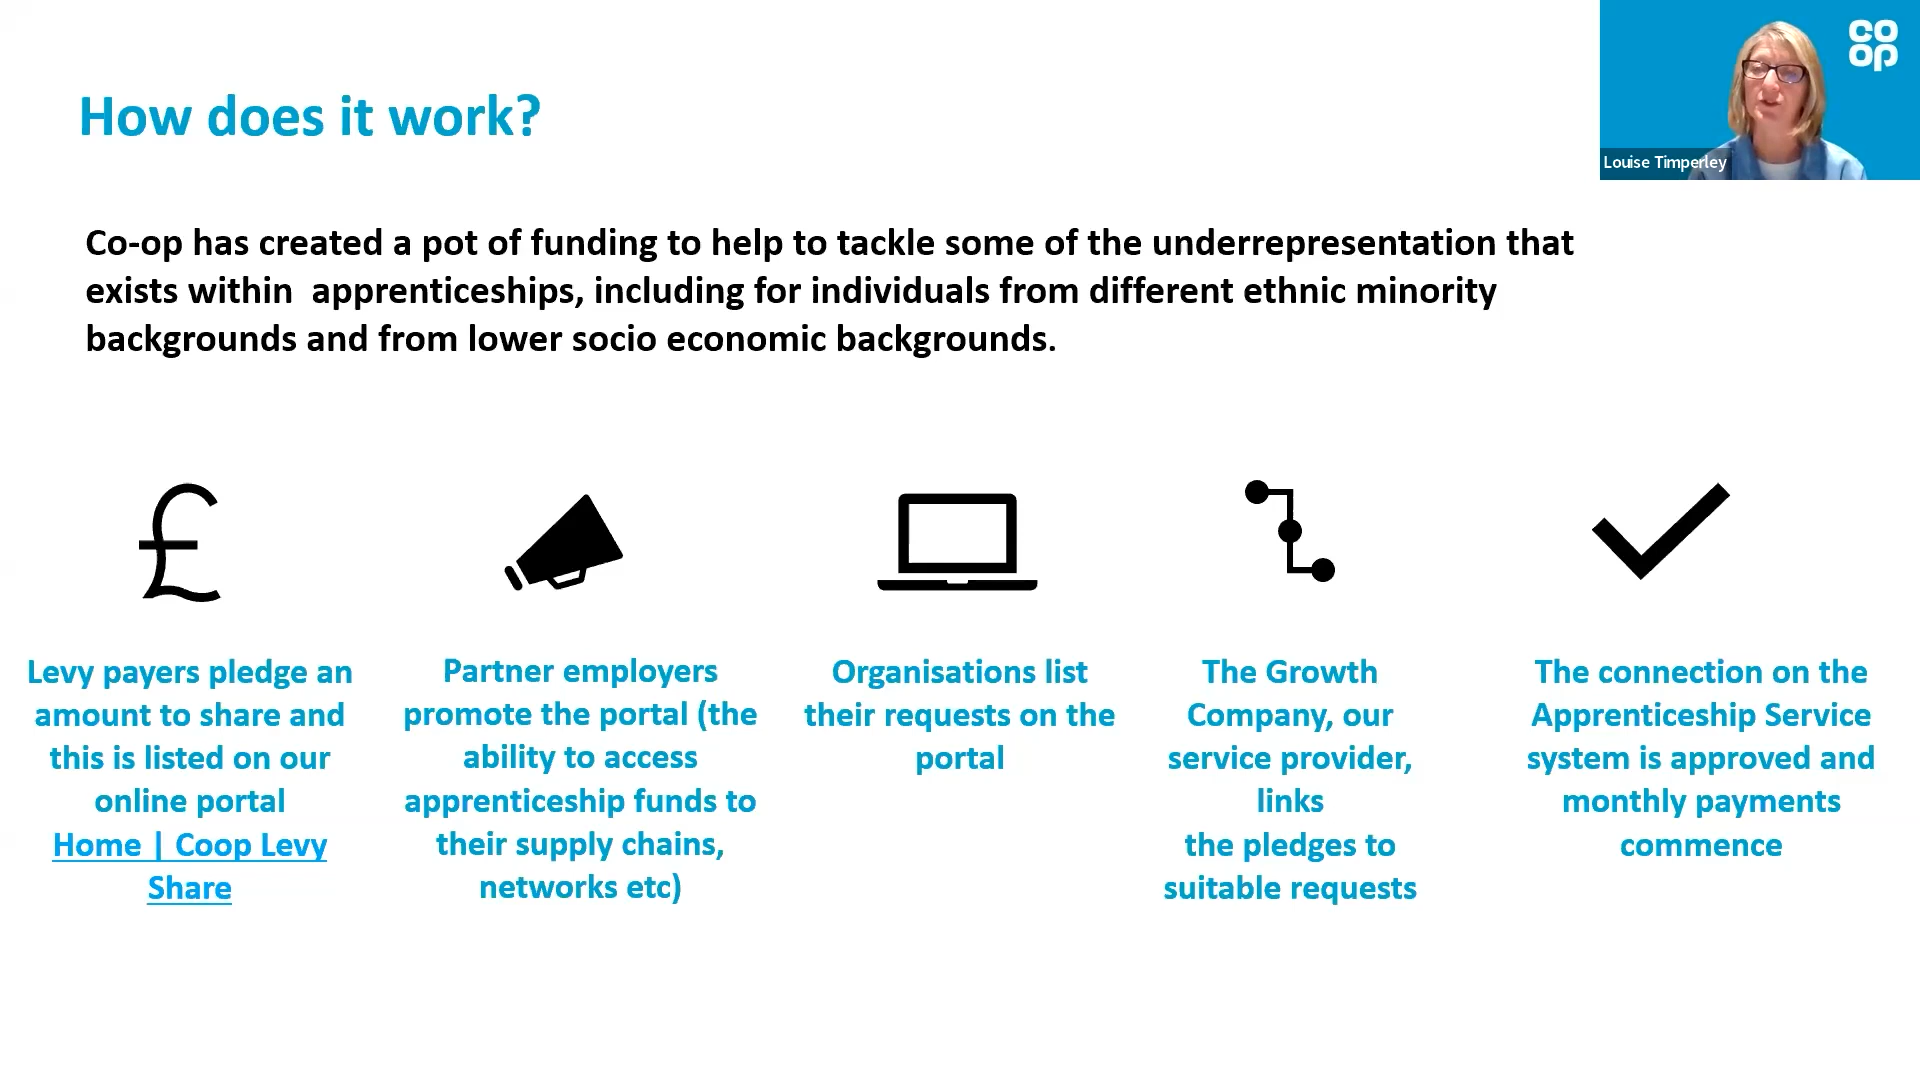 How does it work?
CO
OP
Louise Timperley
Co-op has created a pot of funding to help to tackle some of the underrepresentation that
exists within  apprenticeships, including for individuals from different ethnic minority
backgrounds and from lower socio economic backgrounds.
Levy payers pledge an
amount to share and
this is listed on our
online portal
Home | Coop Levy
Share
Partner employers
promote the portal (the
ability to access
apprenticeship funds to
their supply chains,
networks etc)
Organisations list
their requests on the
portal
The Growth
Company, our
service provider,
links
the pledges to
suitable requests
The connection on the
Apprenticeship Service
system is approved and
monthly payments
commence